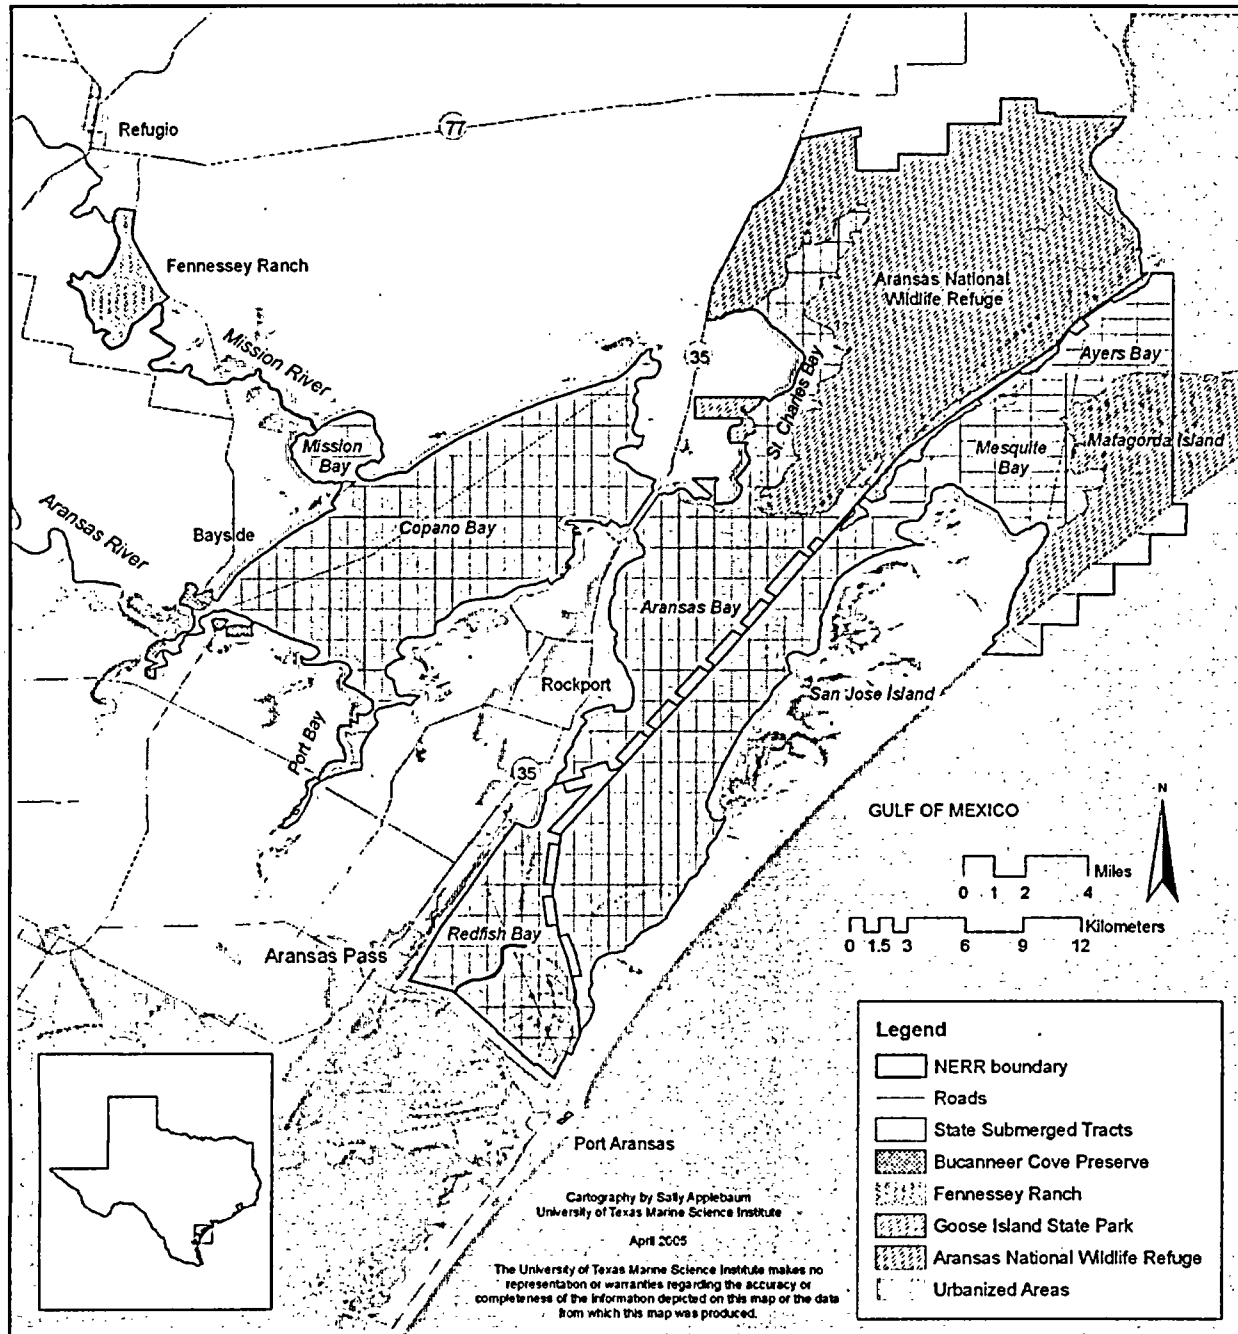 77
Refugio
Fennessey Ranch
Aransas National
Wildlife Refuge
Mission River
35
St. Charles Bay
Ayers Bay
Mission
Bay
Mesquite
Bay
Matagorda Island
Aransas River
Bayside
Copano Bay
Aransas Bay
Rockport
San Jose Island
Port Bay
35
N
GULF OF MEXICO
Miles
0 1 2 4
Kilometers
0 1.5 3 6 9 12
Redfish Bay
Aransas Pass
Port Aransas
Cartography by Sally Applebaum
University of Texas Marine Science Institute
April 2005
The University of Texas Marine Science Institute makes no
representation or warranties regarding the accuracy or
completeness of the information depicted on this map or the data
from which this map was produced.
Legend
NERR boundary
Roads
State Submerged Tracts
Bucanneer Cove Preserve
Fennessey Ranch
Goose Island State Park
Aransas National Wildlife Refuge
Urbanized Areas